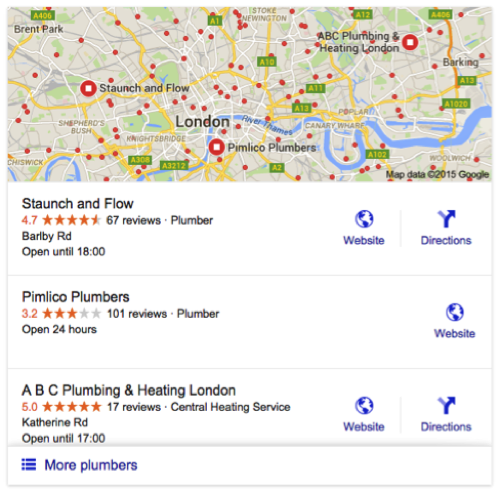 A406
A1
STOKE
NEWINGTON
A12
A406
Brent Park
ABC Plumbing &
Heating London
A10
Barking
A13
Staunch and Flow
A11
A1020
London
A13
POPLAR
SHEPHERD'S
BUSH
KNIGHTSBRIDGE
River Thames
CANARY WHARF
CHISWICK
A308
A3212
Pimlico Plumbers
A102
WOOLWICH
A2
Map data ©2015 Google
Staunch and Flow
4.7 67 reviews · Plumber
Barlby Rd
Open until 18:00
Website
Directions
Pimlico Plumbers
3.2 101 reviews · Plumber
Open 24 hours
Website
A B C Plumbing & Heating London
5.0 17 reviews · Central Heating Service
Katherine Rd
Open until 17:00
Website
Directions
More plumbers